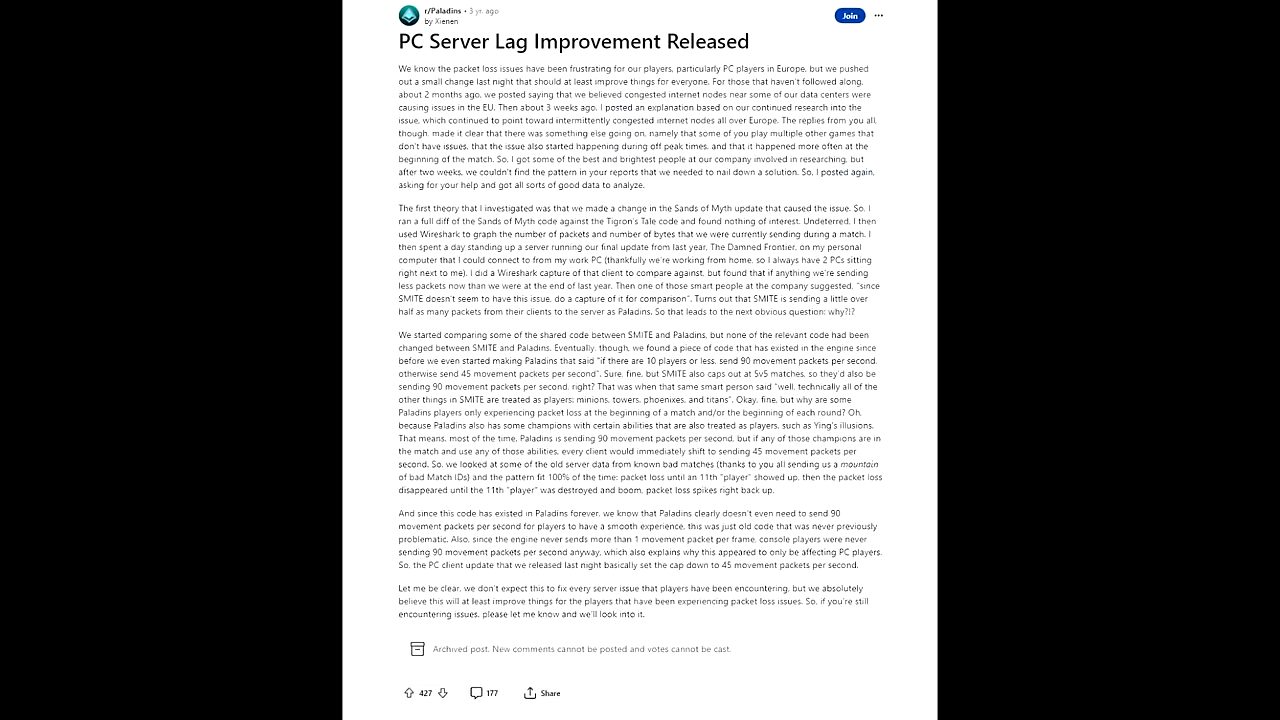 r/Paladins • 3 yr. ago
by Xienen
Join
PC Server Lag Improvement Released
We know the packet loss issues have been frustrating for our players, particularly PC players in Europe, but we pushed
out a small change last night that should at least improve things for everyone. For those that haven't followed along,
about 2 months ago, we posted saying that we believed congested internet nodes near some of our data centers were
causing issues in the EU. Then about 3 weeks ago, I posted an explanation based on our continued research into the
issue, which continued to point toward intermittently congested internet nodes all over Europe. The replies from you all,
though, made it clear that there was something else going on, namely that some of you play multiple other games that
don't have issues, that the issue also started happening during off peak times, and that it happened more often at the
beginning of the match. So, I got some of the best and brightest people at our company involved in researching, but
after two weeks, we couldn't find the pattern in your reports that we needed to nail down a solution. So, I posted again,
asking for your help and got all sorts of good data to analyze.
The first theory that I investigated was that we made a change in the Sands of Myth update that caused the issue. So, I
ran a full diff of the Sands of Myth code against the Tigron's Tale code and found nothing of interest. Undeterred, I then
used Wireshark to graph the number of packets and number of bytes that we were currently sending during a match. I
then spent a day standing up a server running our final update from last year, The Damned Frontier, on my personal
computer that I could connect to from my work PC (thankfully we're working from home, so I always have 2 PCs sitting
right next to me). I did a Wireshark capture of that client to compare against, but found that if anything we're sending
less packets now than we were at the end of last year. Then one of those smart people at the company suggested, "since
SMITE doesn't seem to have this issue, do a capture of it for comparison". Turns out that SMITE is sending a little over
half as many packets from their clients to the server as Paladins. So that leads to the next obvious question: why?!?
We started comparing some of the shared code between SMITE and Paladins, but none of the relevant code had been
changed between SMITE and Paladins. Eventually, though, we found a piece of code that has existed in the engine since
before we even started making Paladins that said "if there are 10 players or less, send 90 movement packets per second,
otherwise send 45 movement packets per second". Sure, fine, but SMITE also caps out at 5v5 matches, so they'd also be
sending 90 movement packets per second, right? That was when that same smart person said "well, technically all of the
other things in SMITE are treated as players: minions, towers, phoenixes, and titans". Okay, fine, but why are some
Paladins players only experiencing packet loss at the beginning of a match and/or the beginning of each round? Oh,
because Paladins also has some champions with certain abilities that are also treated as players, such as Ying's illusions.
That means, most of the time, Paladins is sending 90 movement packets per second, but if any of those champions are in
the match and use any of those abilities, every client would immediately shift to sending 45 movement packets per
second. So, we looked at some of the old server data from known bad matches (thanks to you all sending us a mountain
of bad Match IDs) and the pattern fit 100% of the time: packet loss until an 11th "player" showed up, then the packet loss
disappeared until the 11th "player" was destroyed and boom, packet loss spikes right back up.
And since this code has existed in Paladins forever, we know that Paladins clearly doesn't even need to send 90
movement packets per second for players to have a smooth experience, this was just old code that was never previously
problematic. Also, since the engine never sends more than 1 movement packet per frame, console players were never
sending 90 movement packets per second anyway, which also explains why this appeared to only be affecting PC players.
So, the PC client update that we released last night basically set the cap down to 45 movement packets per second.
Let me be clear, we don't expect this to fix every server issue that players have been encountering, but we absolutely
believe this will at least improve things for the players that have been experiencing packet loss issues. So, if you're still
encountering issues, please let me know and we'll look into it.
Archived post. New comments cannot be posted and votes cannot be cast.
427
177
Share